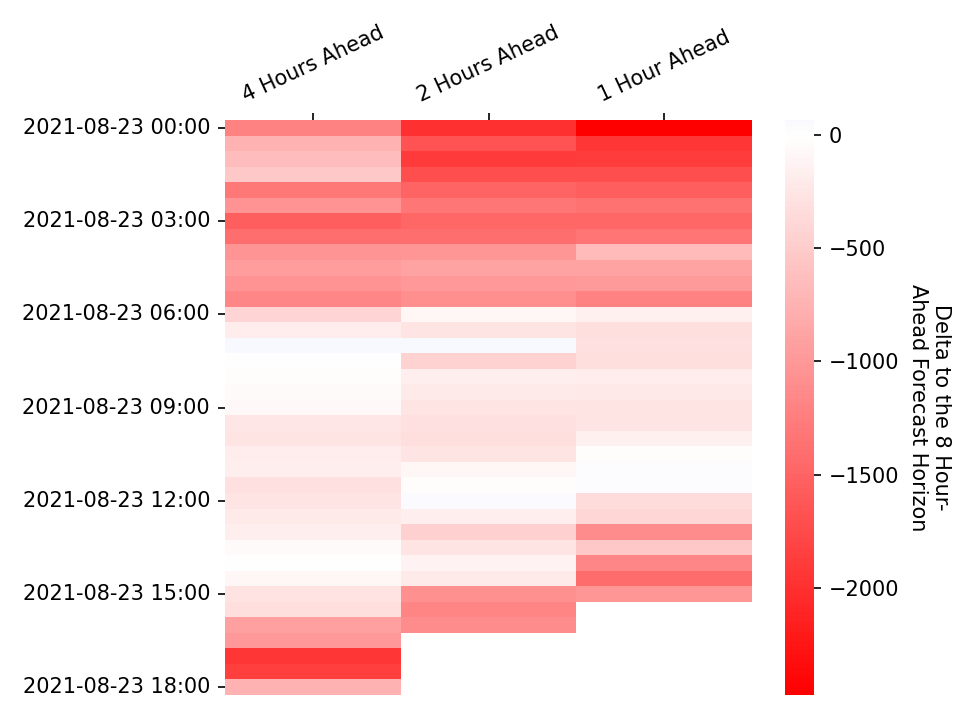 4 Hours Ahead
2 Hours Ahead
1 Hour Ahead
2021-08-23 00:00
2021-08-23 03:00
2021-08-23 06:00
2021-08-23 09:00
2021-08-23 12:00
2021-08-23 15:00
2021-08-23 18:00
0
−500
−1000
−1500
−2000
Delta to the 8 Hour-
Ahead Forecast Horizon